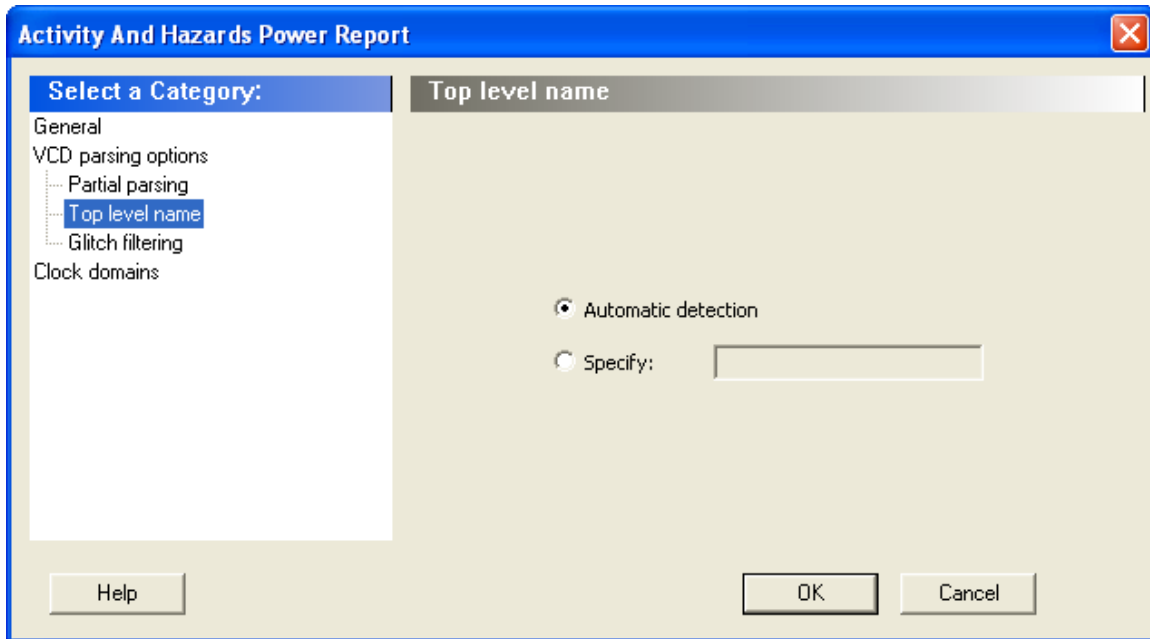 Activity And Hazards Power Report
Select a Category:
General
VCD parsing options
Partial parsing
Top level name
Glitch filtering
Clock domains
Top level name
Automatic detection
Specify:
Help
OK
Cancel